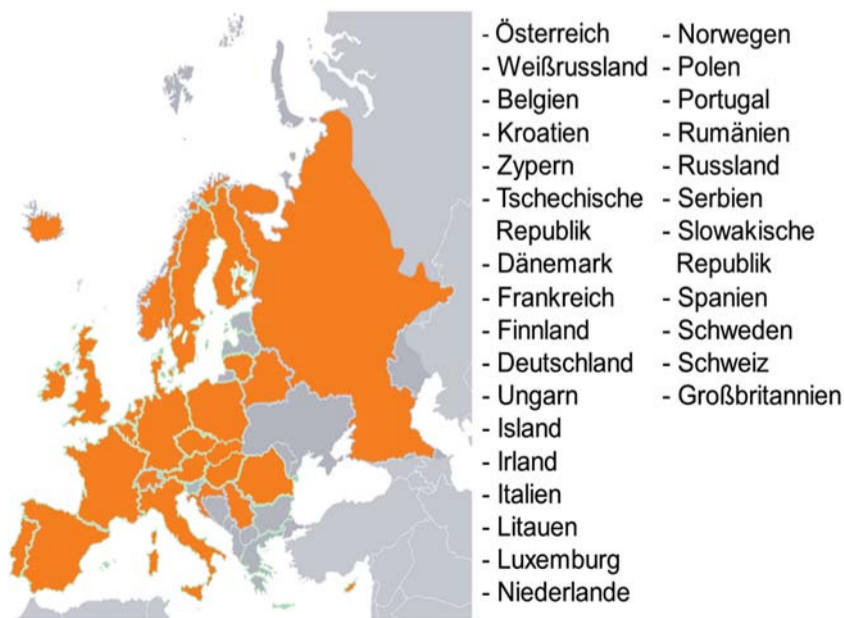 - Österreich
- Weißrussland
- Belgien
- Kroatien
- Zypern
- Tschechische
Republik
- Dänemark
- Frankreich
- Finnland
- Deutschland
- Ungarn
- Island
- Irland
- Italien
- Litauen
- Luxemburg
- Niederlande
- Norwegen
- Polen
- Portugal
- Rumänien
- Russland
- Serbien
- Slowakische
Republik
- Spanien
- Schweden
- Schweiz
- Großbritannien